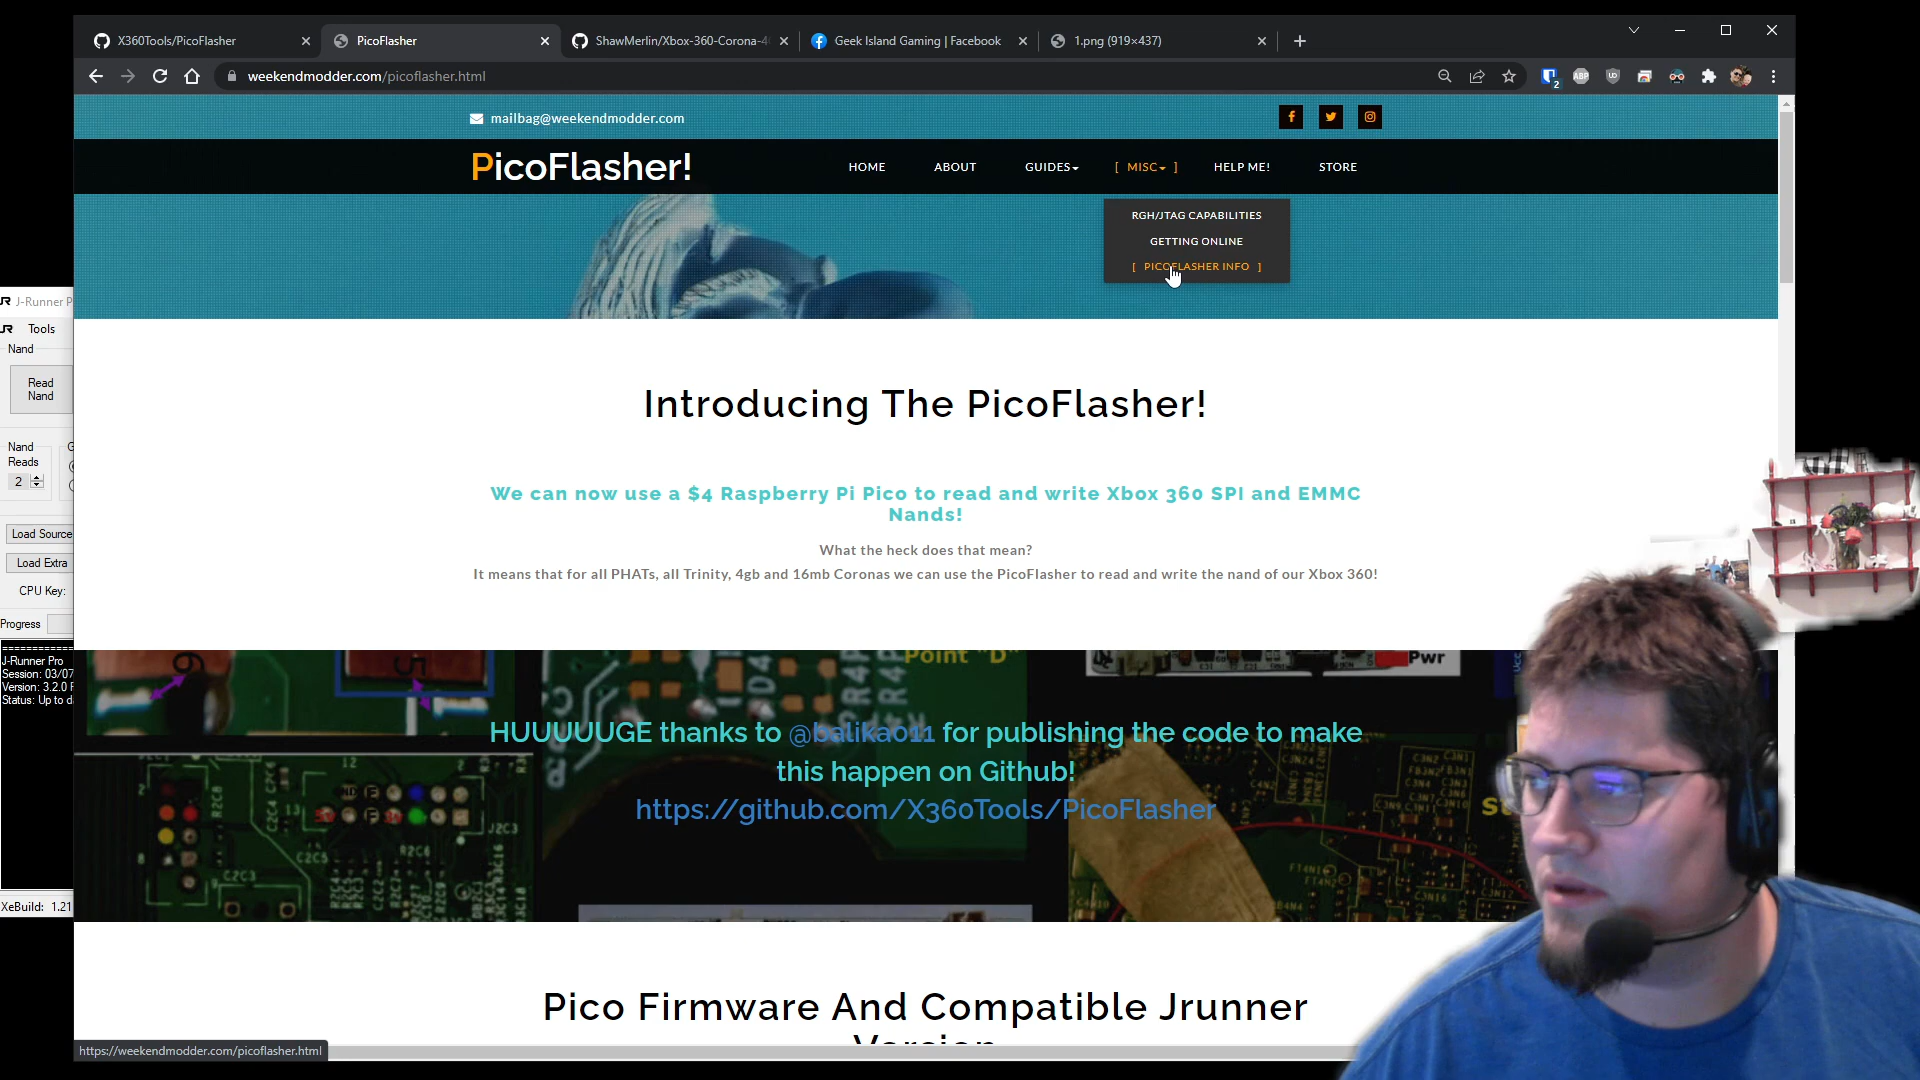 X360Tools/PicoFlasher
PicoFlasher
ShawMerlin/Xbox-360-Corona-4
Geek Island Gaming | Facebook
1.png (919×437)
weekendmodder.com/picoflasher.html
2
ABP
mailbag@weekendmodder.com
PicoFlasher!
HOME
ABOUT
GUIDES
[ MISC ]
HELP ME!
STORE
RGH/JTAG CAPABILITIES
GETTING ONLINE
[ PICOFLASHER INFO ]
J-Runner P
Tools
Nand
Read
Nand
Nand
Reads
2
Load Source
Load Extra
CPU Key:
Progress
J-Runner Pro
Session: 03/07
Version: 3.2.0
Status: Up to d
XeBuild: 1.21
Introducing The PicoFlasher!
We can now use a $4 Raspberry Pi Pico to read and write Xbox 360 SPI and EMMC
Nands!
What the heck does that mean?
It means that for all PHATs, all Trinity, 4gb and 16mb Coronas we can use the PicoFlasher to read and write the nand of our Xbox 360!
Point "D"
Pwr
HUUUUUGE thanks to @balika011 for publishing the code to make
this happen on Github!
https://github.com/X360Tools/PicoFlasher
Pico Firmware And Compatible Jrunner
Version
https://weekendmodder.com/picoflasher.html